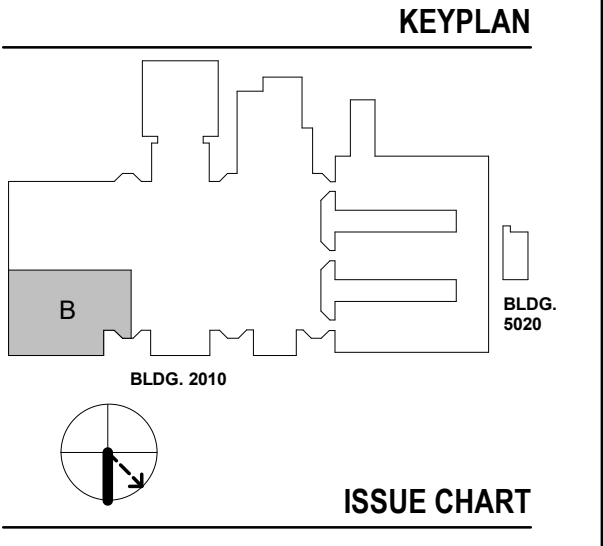 KEYPLAN
B
BLDG.
5020
BLDG. 2010
ISSUE CHART